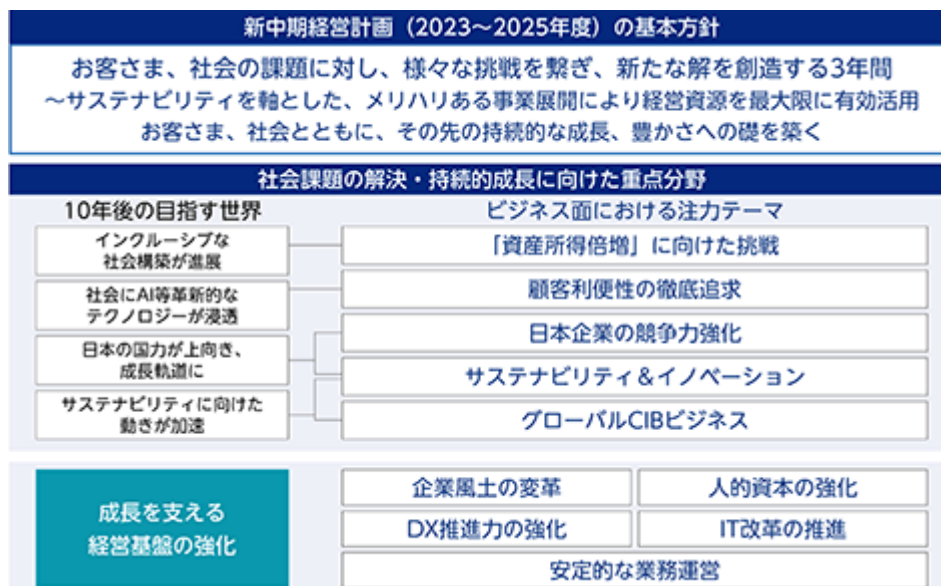 新中期経営計画（2023～2025年度）の基本方針
お客さま、社会の課題に対し、様々な挑戦を繋ぎ、新たな解を創造する3年間
～サステナビリティを軸とした、メリハリある事業展開により経営資源を最大限に有効活用
お客さま、社会とともに、その先の持続的な成長、豊かさへの礎を築く
社会課題の解決・持続的成長に向けた重点分野
10年後の目指す世界
インクルーシブな
社会構築が進展
社会にAI等革新的な
テクノロジーが浸透
日本の国力が上向き、
成長軌道に
サステナビリティに向けた
動きが加速
ビジネス面における注力テーマ
「資産所得倍増」に向けた挑戦
顧客利便性の徹底追求
日本企業の競争力強化
サステナビリティ＆イノベーション
グローバルCIBビジネス
成長を支える
経営基盤の強化
企業風土の変革
人的資本の強化
DX推進力の強化
IT改革の推進
安定的な業務運営